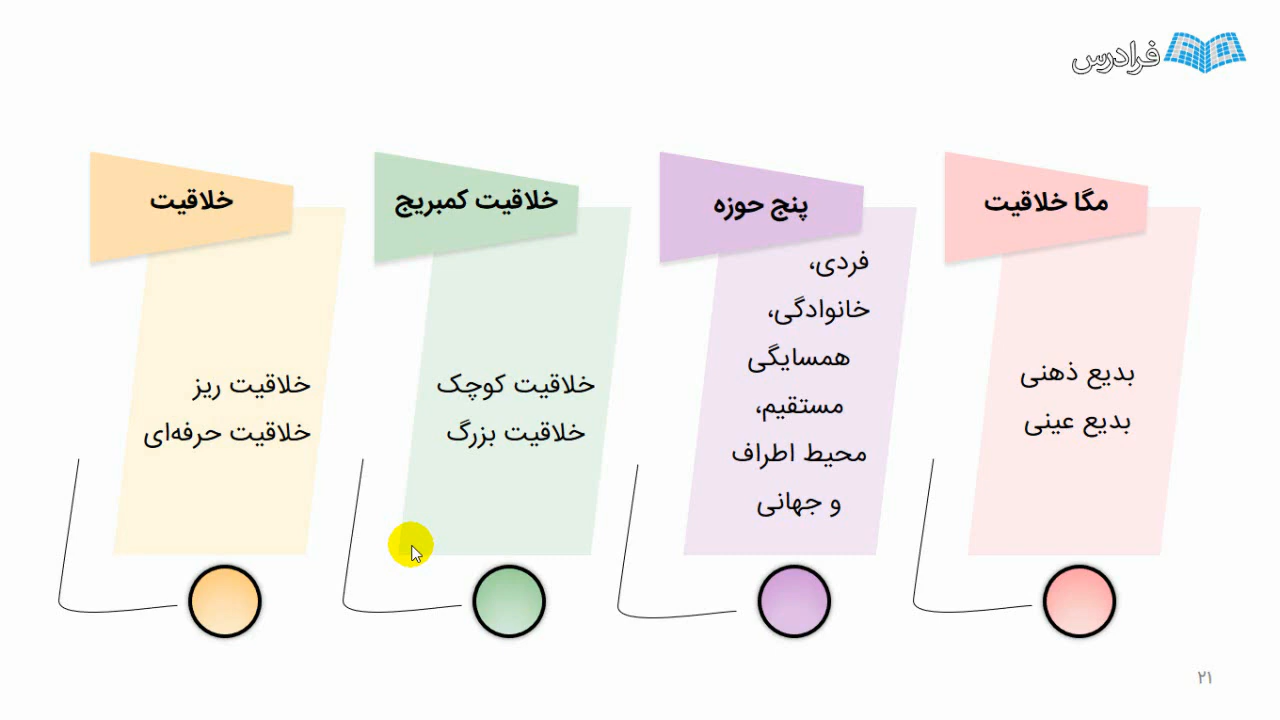 فرادرس
مگا خلاقیت
بدیع ذهنی
بدیع عینی
پنج حوزه
فردی،
خانوادگی،
همسایگی
مستقیم،
محیط اطراف
و جهانی
خلاقیت کمبریج
خلاقیت کوچک
خلاقیت بزرگ
خلاقیت
خلاقیت ریز
خلاقیت حرفه‌ای
۲۱